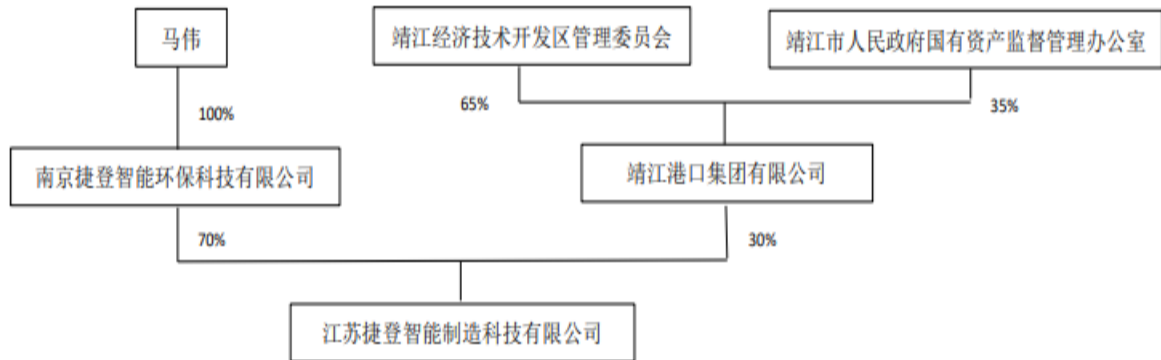 马伟
靖江经济技术开发区管理委员会
靖江市人民政府国有资产监督管理办公室
100%
65%
35%
南京捷登智能环保科技有限公司
靖江港口集团有限公司
70%
30%
江苏捷登智能制造科技有限公司